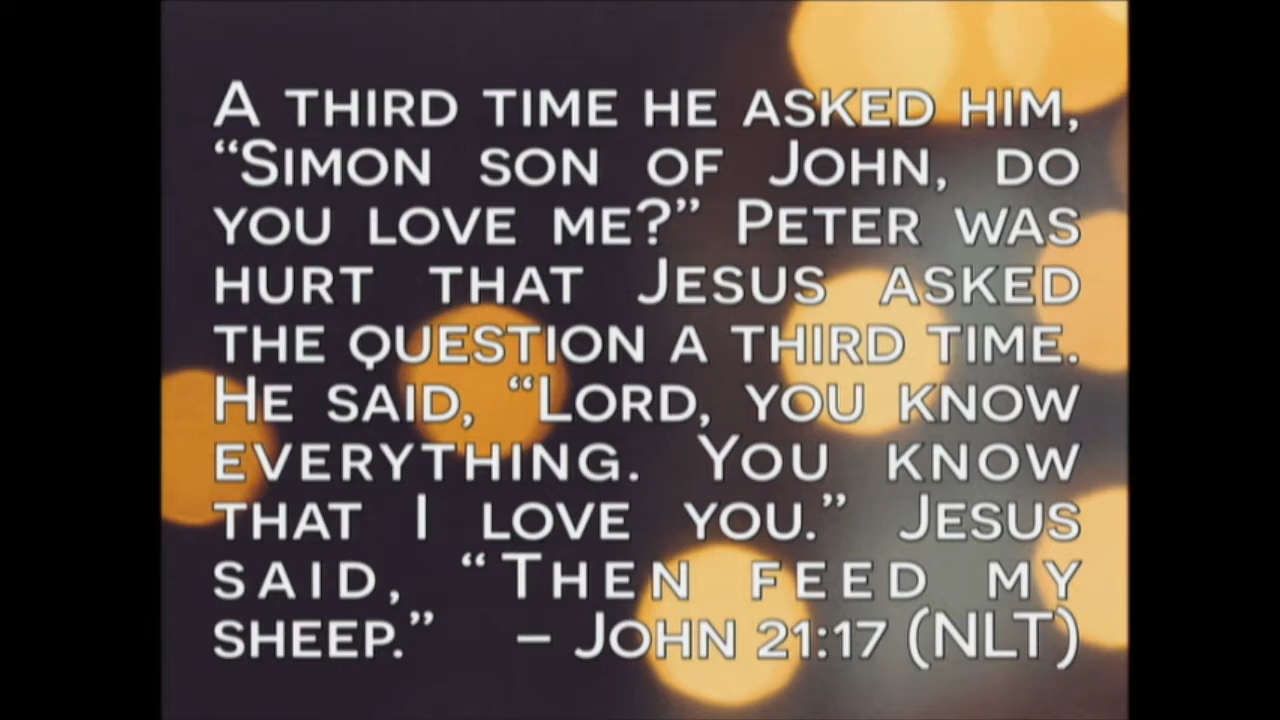 A THIRD TIME HE ASKED HIM,
“SIMON SON OF JOHN, DO
YOU LOVE ME?” PETER WAS
HURT THAT JESUS ASKED
THE QUESTION A THIRD TIME.
HE SAID, “LORD, YOU KNOW
EVERYTHING. YOU KNOW
THAT I LOVE YOU.” JESUS
SAID, “THEN FEED MY
SHEEP.” – JOHN 21:17 (NLT)